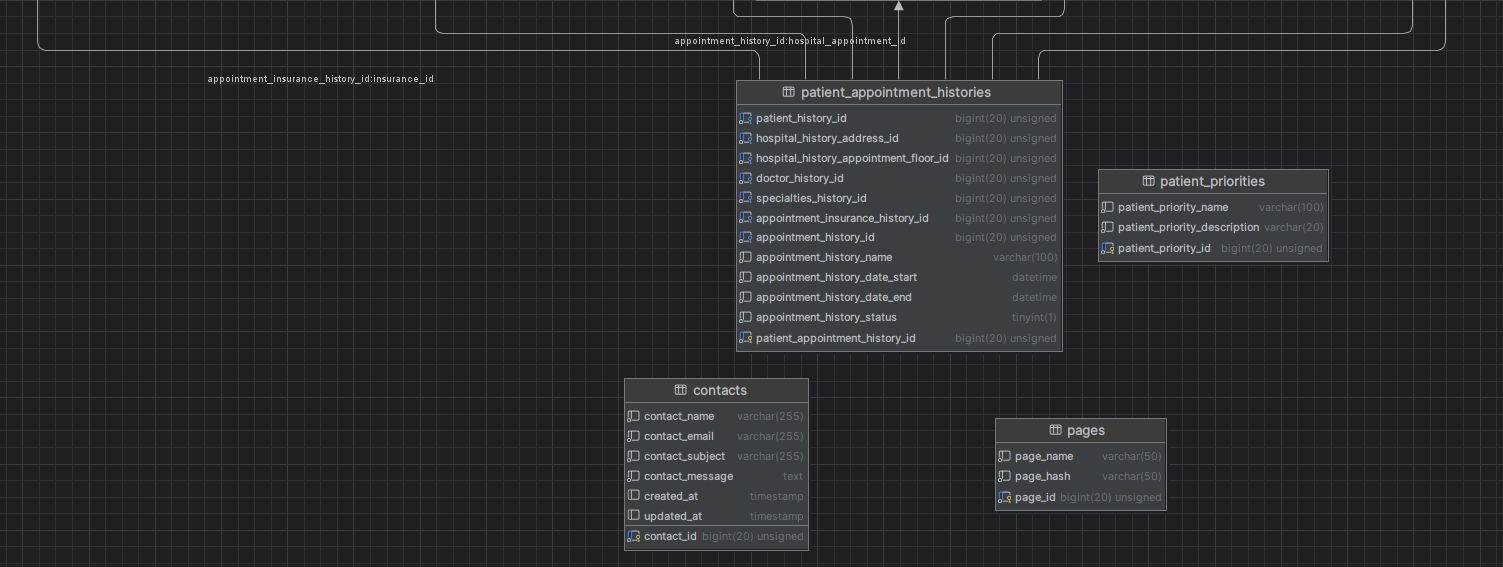 appointment_history_id:hospital_appointment_id
appointment_insurance_history_id:insurance_id
patient_appointment_histories
patient_history_id bigint(20) unsigned
hospital_history_address_id bigint(20) unsigned
hospital_history_appointment_floor_id bigint(20) unsigned
doctor_history_id bigint(20) unsigned
specialties_history_id bigint(20) unsigned
appointment_insurance_history_id bigint(20) unsigned
appointment_history_id bigint(20) unsigned
appointment_history_name varchar(100)
appointment_history_date_start datetime
appointment_history_date_end datetime
appointment_history_status tinyint(1)
patient_appointment_history_id bigint(20) unsigned
patient_priorities
patient_priority_name varchar(100)
patient_priority_description varchar(20)
patient_priority_id bigint(20) unsigned
contacts
contact_name varchar(255)
contact_email varchar(255)
contact_subject varchar(255)
contact_message text
created_at timestamp
updated_at timestamp
contact_id bigint(20) unsigned
pages
page_name varchar(50)
page_hash varchar(50)
page_id bigint(20) unsigned